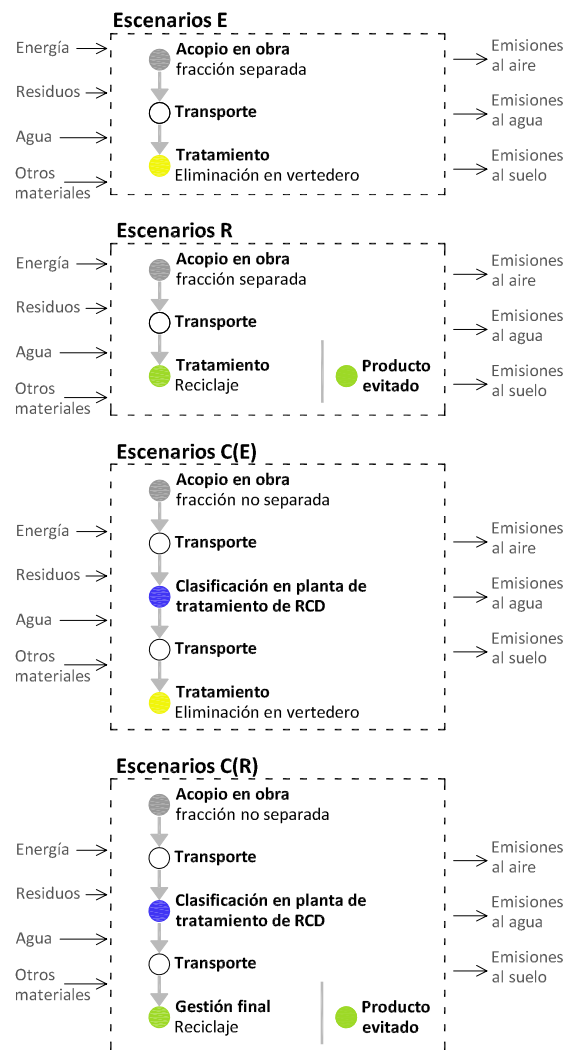 Escenarios E
Energía
Residuos
Agua
Otros
materiales
Acopio en obra
fracción separada
Transporte
Tratamiento
Eliminación en vertedero
Emisiones
al aire
Emisiones
al agua
Emisiones
al suelo
Escenarios R
Energía
Residuos
Agua
Otros
materiales
Acopio en obra
fracción separada
Transporte
Tratamiento
Reciclaje
Producto
evitado
Emisiones
al aire
Emisiones
al agua
Emisiones
al suelo
Escenarios C(E)
Energía
Residuos
Agua
Otros
materiales
Acopio en obra
fracción no separada
Transporte
Clasificación en planta de
tratamiento de RCD
Transporte
Tratamiento
Eliminación en vertedero
Emisiones
al aire
Emisiones
al agua
Emisiones
al suelo
Escenarios C(R)
Energía
Residuos
Agua
Otros
materiales
Acopio en obra
fracción no separada
Transporte
Clasificación en planta de
tratamiento de RCD
Transporte
Gestión final
Reciclaje
Producto
evitado
Emisiones
al aire
Emisiones
al agua
Emisiones
al suelo